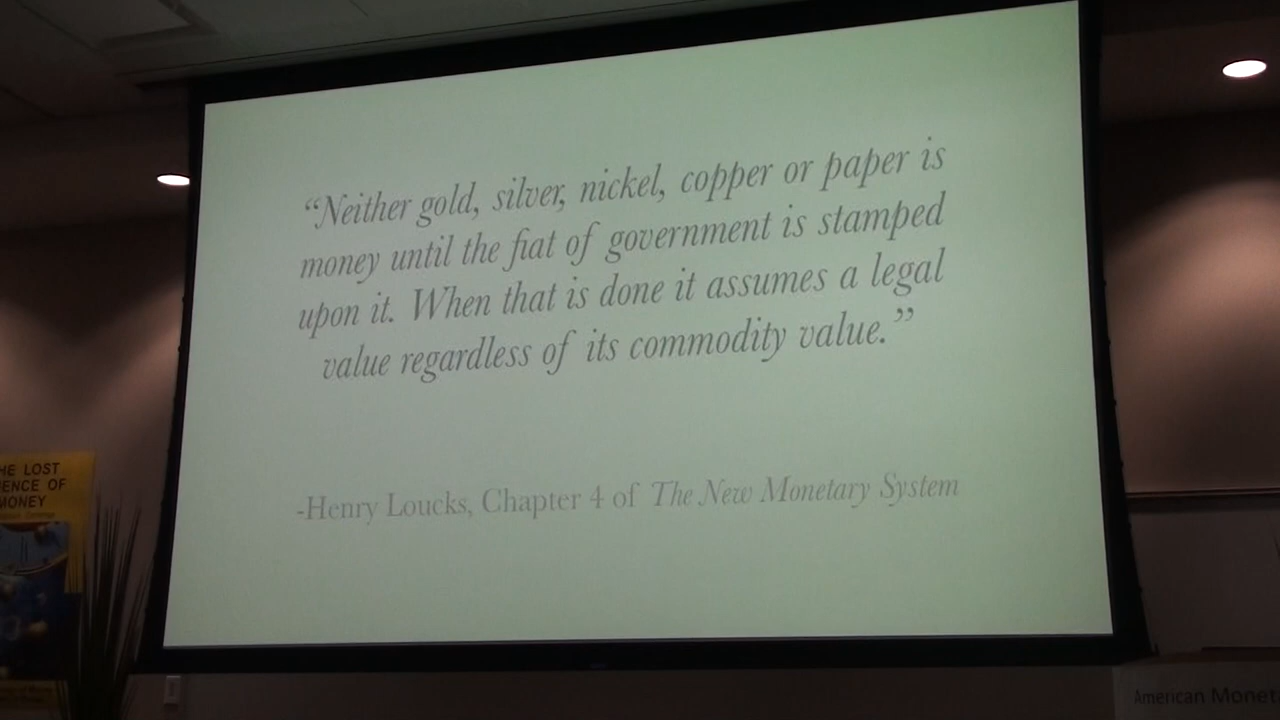 “Neither gold, silver, nickel, copper or paper is
money until the fiat of government is stamped
upon it. When that is done it assumes a legal
value regardless of its commodity value.”
-Henry Loucks, Chapter 4 of The New Monetary System
HE LOST
ENCE OF
MONEY
American Monet